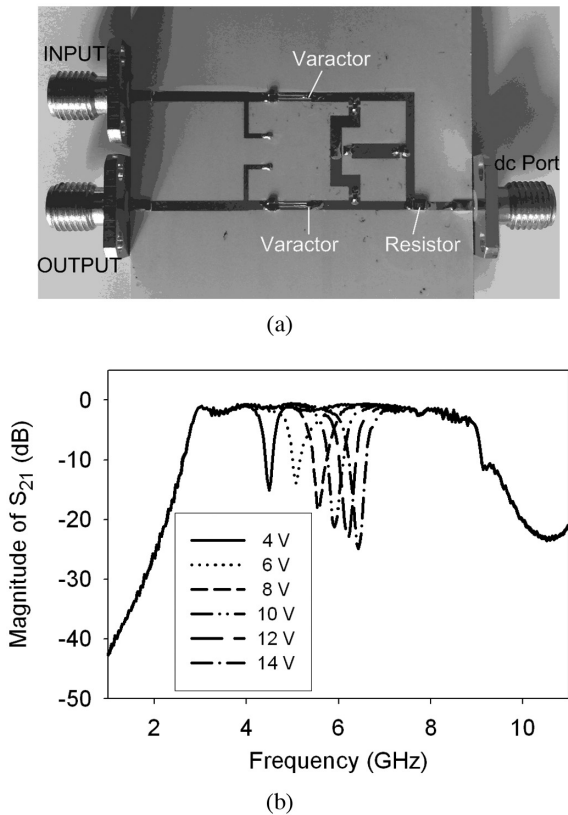 INPUT
Varactor
dc Port
Varactor
Resistor
OUTPUT
(a)
Magnitude of S21 (dB)
0
-10
-20
-30
-40
-50
4 V
6 V
8 V
10 V
12 V
14 V
2
4
6
8
10
Frequency (GHz)
(b)